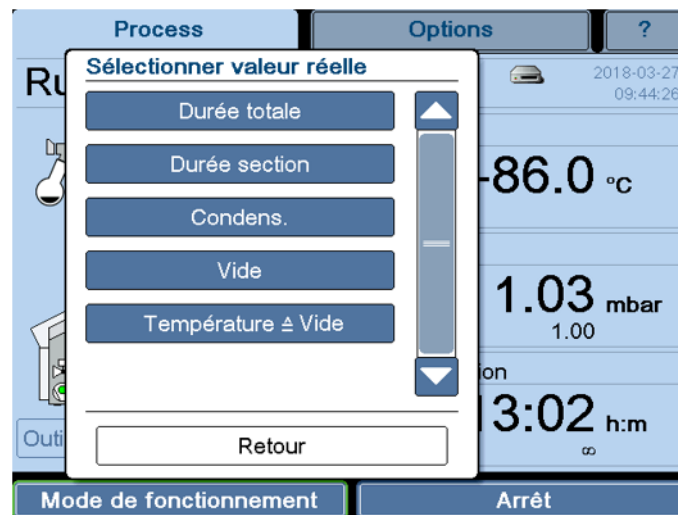 Process
Options
?
Sélectionner valeur réelle
Ru
2018-03-27
09:44:26
Durée totale
Durée section
-86.0 °C
Condens.
Vide
1.03 mbar
1.00
Température ≙ Vide
ion
13:02 h:m
∞
Outi
Retour
Mode de fonctionnement
Arrêt